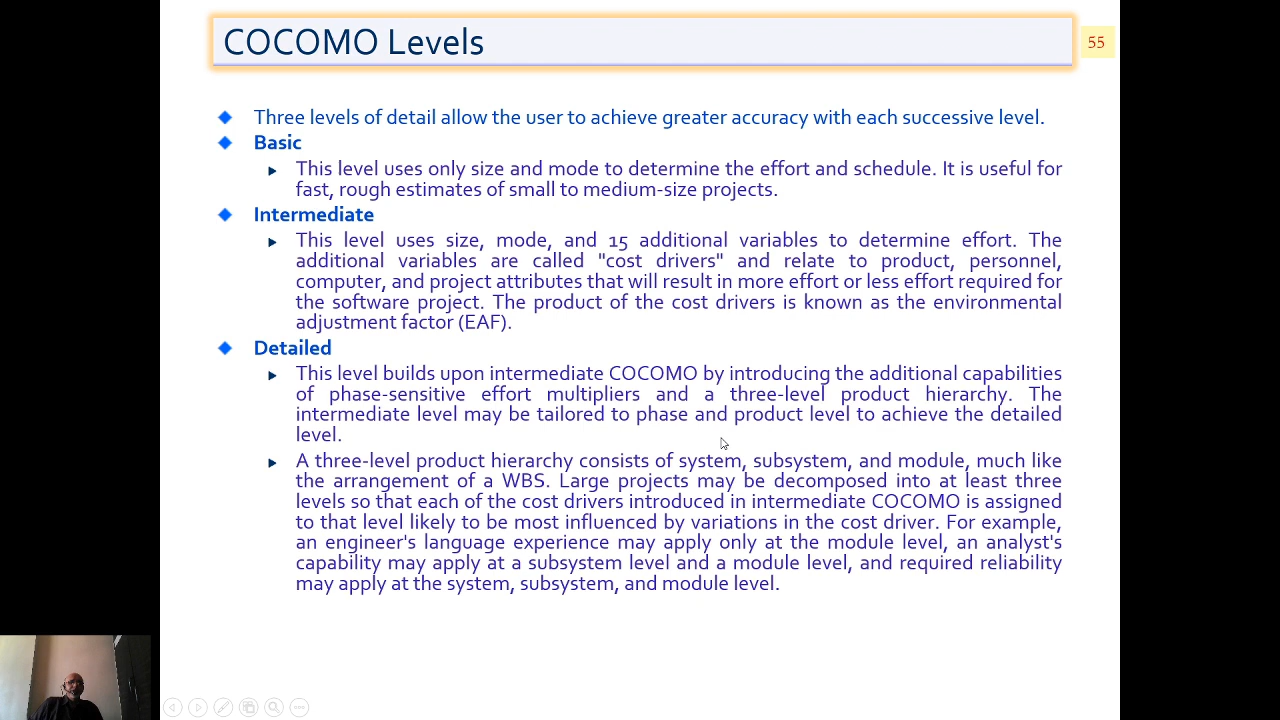 COCOMO Levels
55
Three levels of detail allow the user to achieve greater accuracy with each successive level.
Basic
This level uses only size and mode to determine the effort and schedule. It is useful for
fast, rough estimates of small to medium-size projects.
Intermediate
This level uses size, mode, and 15 additional variables to determine effort. The
additional variables are called "cost drivers" and relate to product, personnel,
computer, and project attributes that will result in more effort or less effort required for
the software project. The product of the cost drivers is known as the environmental
adjustment factor (EAF).
Detailed
This level builds upon intermediate COCOMO by introducing the additional capabilities
of phase-sensitive effort multipliers and a three-level product hierarchy. The
intermediate level may be tailored to phase and product level to achieve the detailed
level.
A three-level product hierarchy consists of system, subsystem, and module, much like
the arrangement of a WBS. Large projects may be decomposed into at least three
levels so that each of the cost drivers introduced in intermediate COCOMO is assigned
to that level likely to be most influenced by variations in the cost driver. For example,
an engineer's language experience may apply only at the module level, an analyst's
capability may apply at a subsystem level and a module level, and required reliability
may apply at the system, subsystem, and module level.